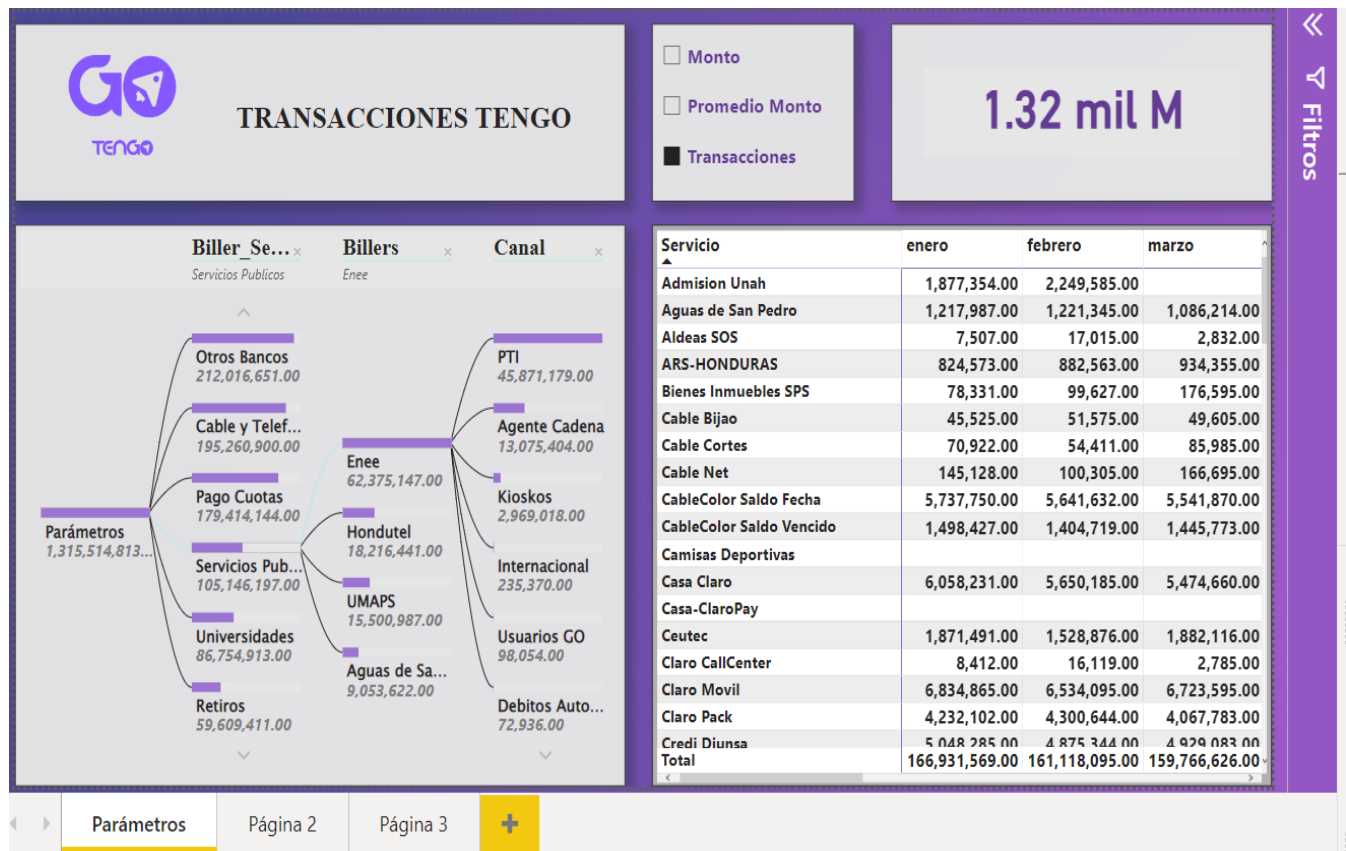 GO
TENGO
TRANSACCIONES TENGO
Monto
Promedio Monto
Transacciones
1.32 mil M
Filtros
Biller_Se... Billers Canal
Servicios Publicos Enee
Otros Bancos
212,016,651.00
Cable y Telef...
195,260,900.00
Pago Cuotas
179,414,144.00
Parámetros
1,315,514,813...
Servicios Pub...
105,146,197.00
Universidades
86,754,913.00
Retiros
59,609,411.00
Enee
62,375,147.00
Hondutel
18,216,441.00
UMAPS
15,500,987.00
Aguas de Sa...
9,053,622.00
PTI
45,871,179.00
Agente Cadena
13,075,404.00
Kioskos
2,969,018.00
Internacional
235,370.00
Usuarios GO
98,054.00
Debitos Auto...
72,936.00
Servicio enero febrero marzo
Admision Unah 1,877,354.00 2,249,585.00
Aguas de San Pedro 1,217,987.00 1,221,345.00 1,086,214.00
Aldeas SOS 7,507.00 17,015.00 2,832.00
ARS-HONDURAS 824,573.00 882,563.00 934,355.00
Bienes Inmuebles SPS 78,331.00 99,627.00 176,595.00
Cable Bijao 45,525.00 51,575.00 49,605.00
Cable Cortes 70,922.00 54,411.00 85,985.00
Cable Net 145,128.00 100,305.00 166,695.00
CableColor Saldo Fecha 5,737,750.00 5,641,632.00 5,541,870.00
CableColor Saldo Vencido 1,498,427.00 1,404,719.00 1,445,773.00
Camisas Deportivas
Casa Claro 6,058,231.00 5,650,185.00 5,474,660.00
Casa-ClaroPay
Ceutec 1,871,491.00 1,528,876.00 1,882,116.00
Claro CallCenter 8,412.00 16,119.00 2,785.00
Claro Movil 6,834,865.00 6,534,095.00 6,723,595.00
Claro Pack 4,232,102.00 4,300,644.00 4,067,783.00
Credi Diunsa 5,048,285.00 4,875,344.00 4,929,083.00
Total 166,931,569.00 161,118,095.00 159,766,626.00
Parámetros Página 2 Página 3 +